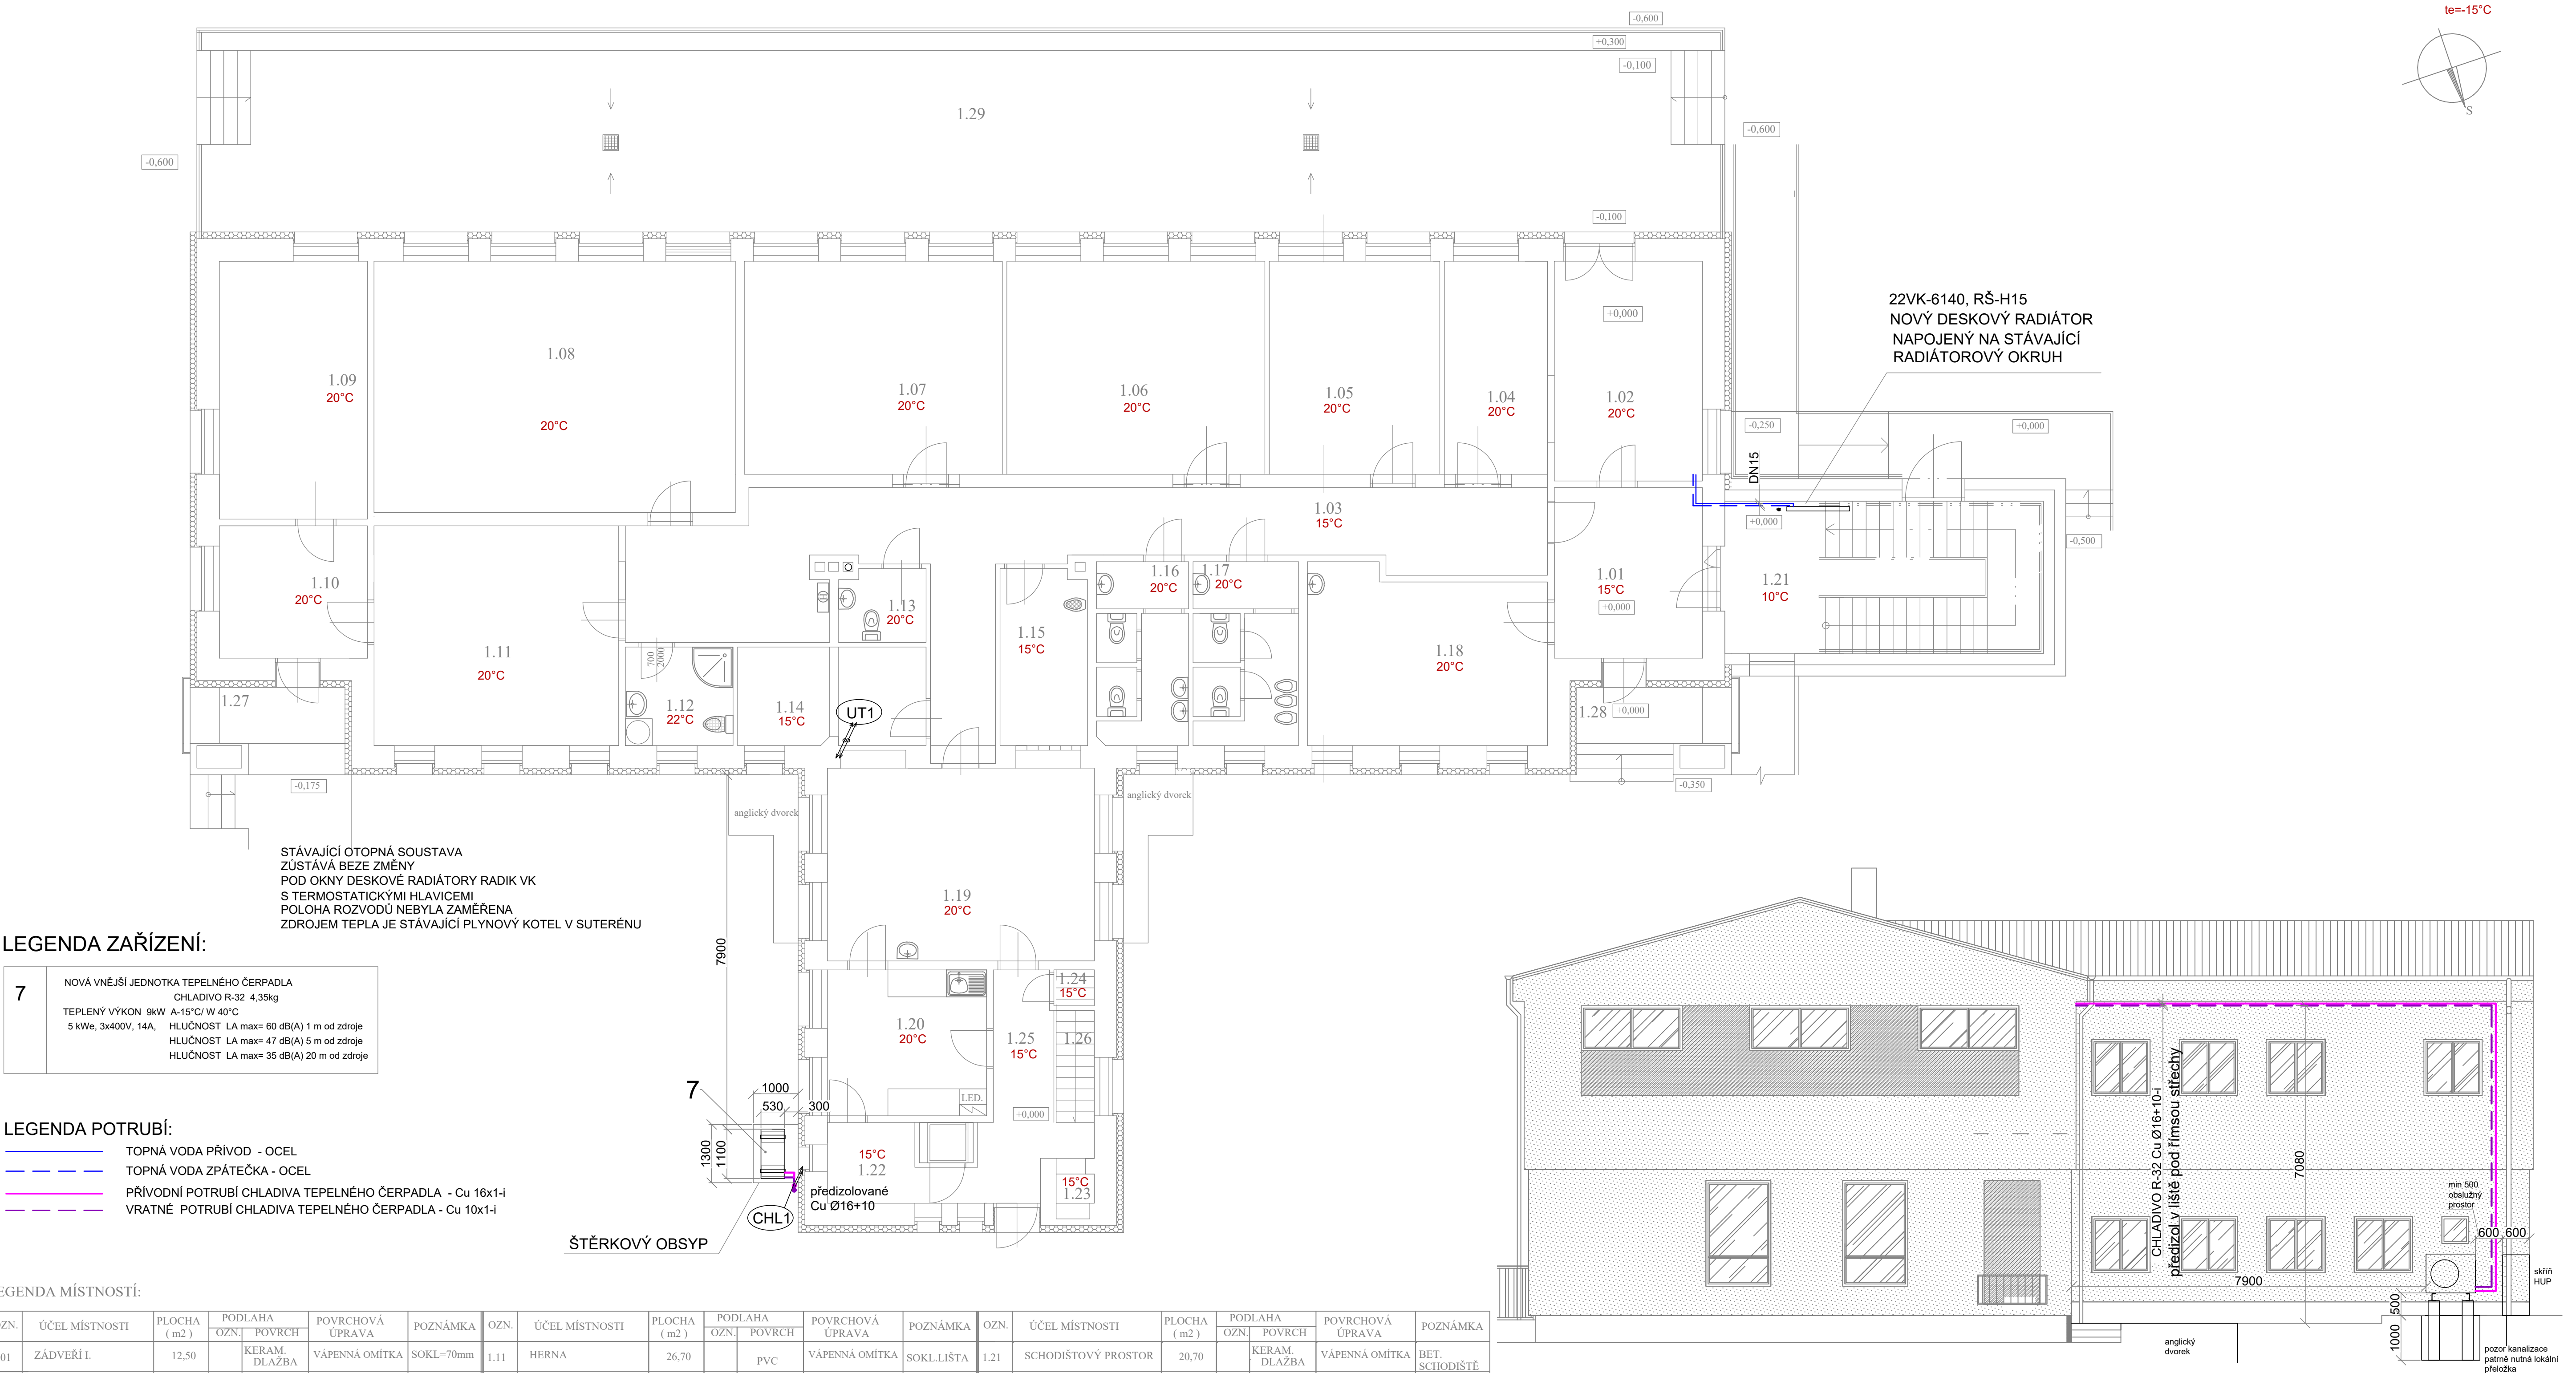 te=-15°C
S
-0,600
+0,300
-0,100
1.29
-0,600
-0,600
-0,100
22VK-6140, RŠ-H15
NOVÝ DESKOVÝ RADIÁTOR
NAPOJENÝ NA STÁVAJÍCÍ
RADIÁTOROVÝ OKRUH
+0,000
1.09
20°C
1.08
20°C
1.07
20°C
1.06
20°C
1.05
20°C
1.04
20°C
1.02
20°C
-0,250
+0,000
DN15
1.03
15°C
+0,000
-0,500
1.10
20°C
1.11
20°C
1.13
20°C
1.15
15°C
1.16
20°C
1.17
20°C
1.18
20°C
1.01
15°C
+0,000
1.21
10°C
700
2000
1.12
22°C
1.14
15°C
UT1
1.27
1.28
+0,000
-0,175
-0,350
anglický dvorek
anglický dvorek
STÁVAJÍCÍ OTOPNÁ SOUSTAVA
ZŮSTÁVÁ BEZE ZMĚNY
POD OKNY DESKOVÉ RADIÁTORY RADIK VK
S TERMOSTATICKÝMI HLAVICEMI
POLOHA ROZVODŮ NEBYLA ZAMĚŘENA
ZDROJEM TEPLA JE STÁVAJÍCÍ PLYNOVÝ KOTEL V SUTERÉNU
7900
1.19
20°C
LEGENDA ZAŘÍZENÍ:
7
NOVÁ VNĚJŠÍ JEDNOTKA TEPELNÉHO ČERPADLA
CHLADIVO R-32 4,35kg
TEPLENÝ VÝKON 9kW A-15°C/ W 40°C
5 kWe, 3x400V, 14A, HLUČNOST LA max= 60 dB(A) 1 m od zdroje
HLUČNOST LA max= 47 dB(A) 5 m od zdroje
HLUČNOST LA max= 35 dB(A) 20 m od zdroje
1.20
20°C
1.24
15°C
1.25
15°C
1.26
LED.
+0,000
7
1000
530
300
1300
1100
15°C
1.22
15°C
1.23
předizolované
Cu Ø16+10
CHL1
ŠTĚRKOVÝ OBSYP
LEGENDA POTRUBÍ:
TOPNÁ VODA PŘÍVOD - OCEL
TOPNÁ VODA ZPÁTEČKA - OCEL
PŘÍVODNÍ POTRUBÍ CHLADIVA TEPELNÉHO ČERPADLA - Cu 16x1-i
VRATNÉ POTRUBÍ CHLADIVA TEPELNÉHO ČERPADLA - Cu 10x1-i
CHLADIVO R-32 Cu Ø16+10-i
předizol v liště pod římsou střechy
7080
min 500
obslužný
prostor
600
600
7900
skříň
HUP
500
1000
anglický
dvorek
pozor kanalizace
patrně nutná lokální
přeložka
EGENDA MÍSTNOSTÍ:
ZN. ÚČEL MÍSTNOSTI PLOCHA ( m2 ) PODLAHA OZN. POVRCH POVRCHOVÁ ÚPRAVA POZNÁMKA OZN. ÚČEL MÍSTNOSTI PLOCHA ( m2 ) PODLAHA OZN. POVRCH POVRCHOVÁ ÚPRAVA POZNÁMKA OZN. ÚČEL MÍSTNOSTI PLOCHA ( m2 ) PODLAHA OZN. POVRCH POVRCHOVÁ ÚPRAVA POZNÁMKA
01 ZÁDVEŘÍ I. 12,50 KERAM. DLAŽBA VÁPENNÁ OMÍTKA SOKL=70mm 1.11 HERNA 26,70 PVC VÁPENNÁ OMÍTKA SOKL.LIŠTA 1.21 SCHODIŠTOVÝ PROSTOR 20,70 KERAM. DLAŽBA VÁPENNÁ OMÍTKA BET. SCHODIŠTĚ